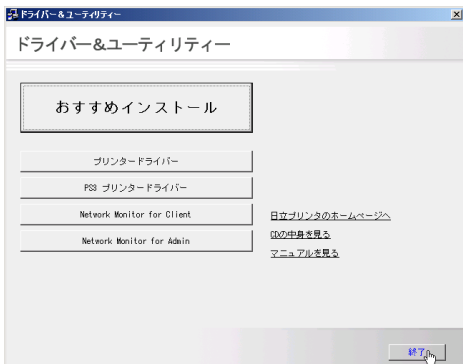 ドライバー&ユーティリティー
ドライバー&ユーティリティー
おすすめインストール
プリンタードライバー
PS3 プリンタードライバー
Network Monitor for Client
Network Monitor for Admin
日立プリンタのホームページへ
CDの中身を見る
マニュアルを見る
終了